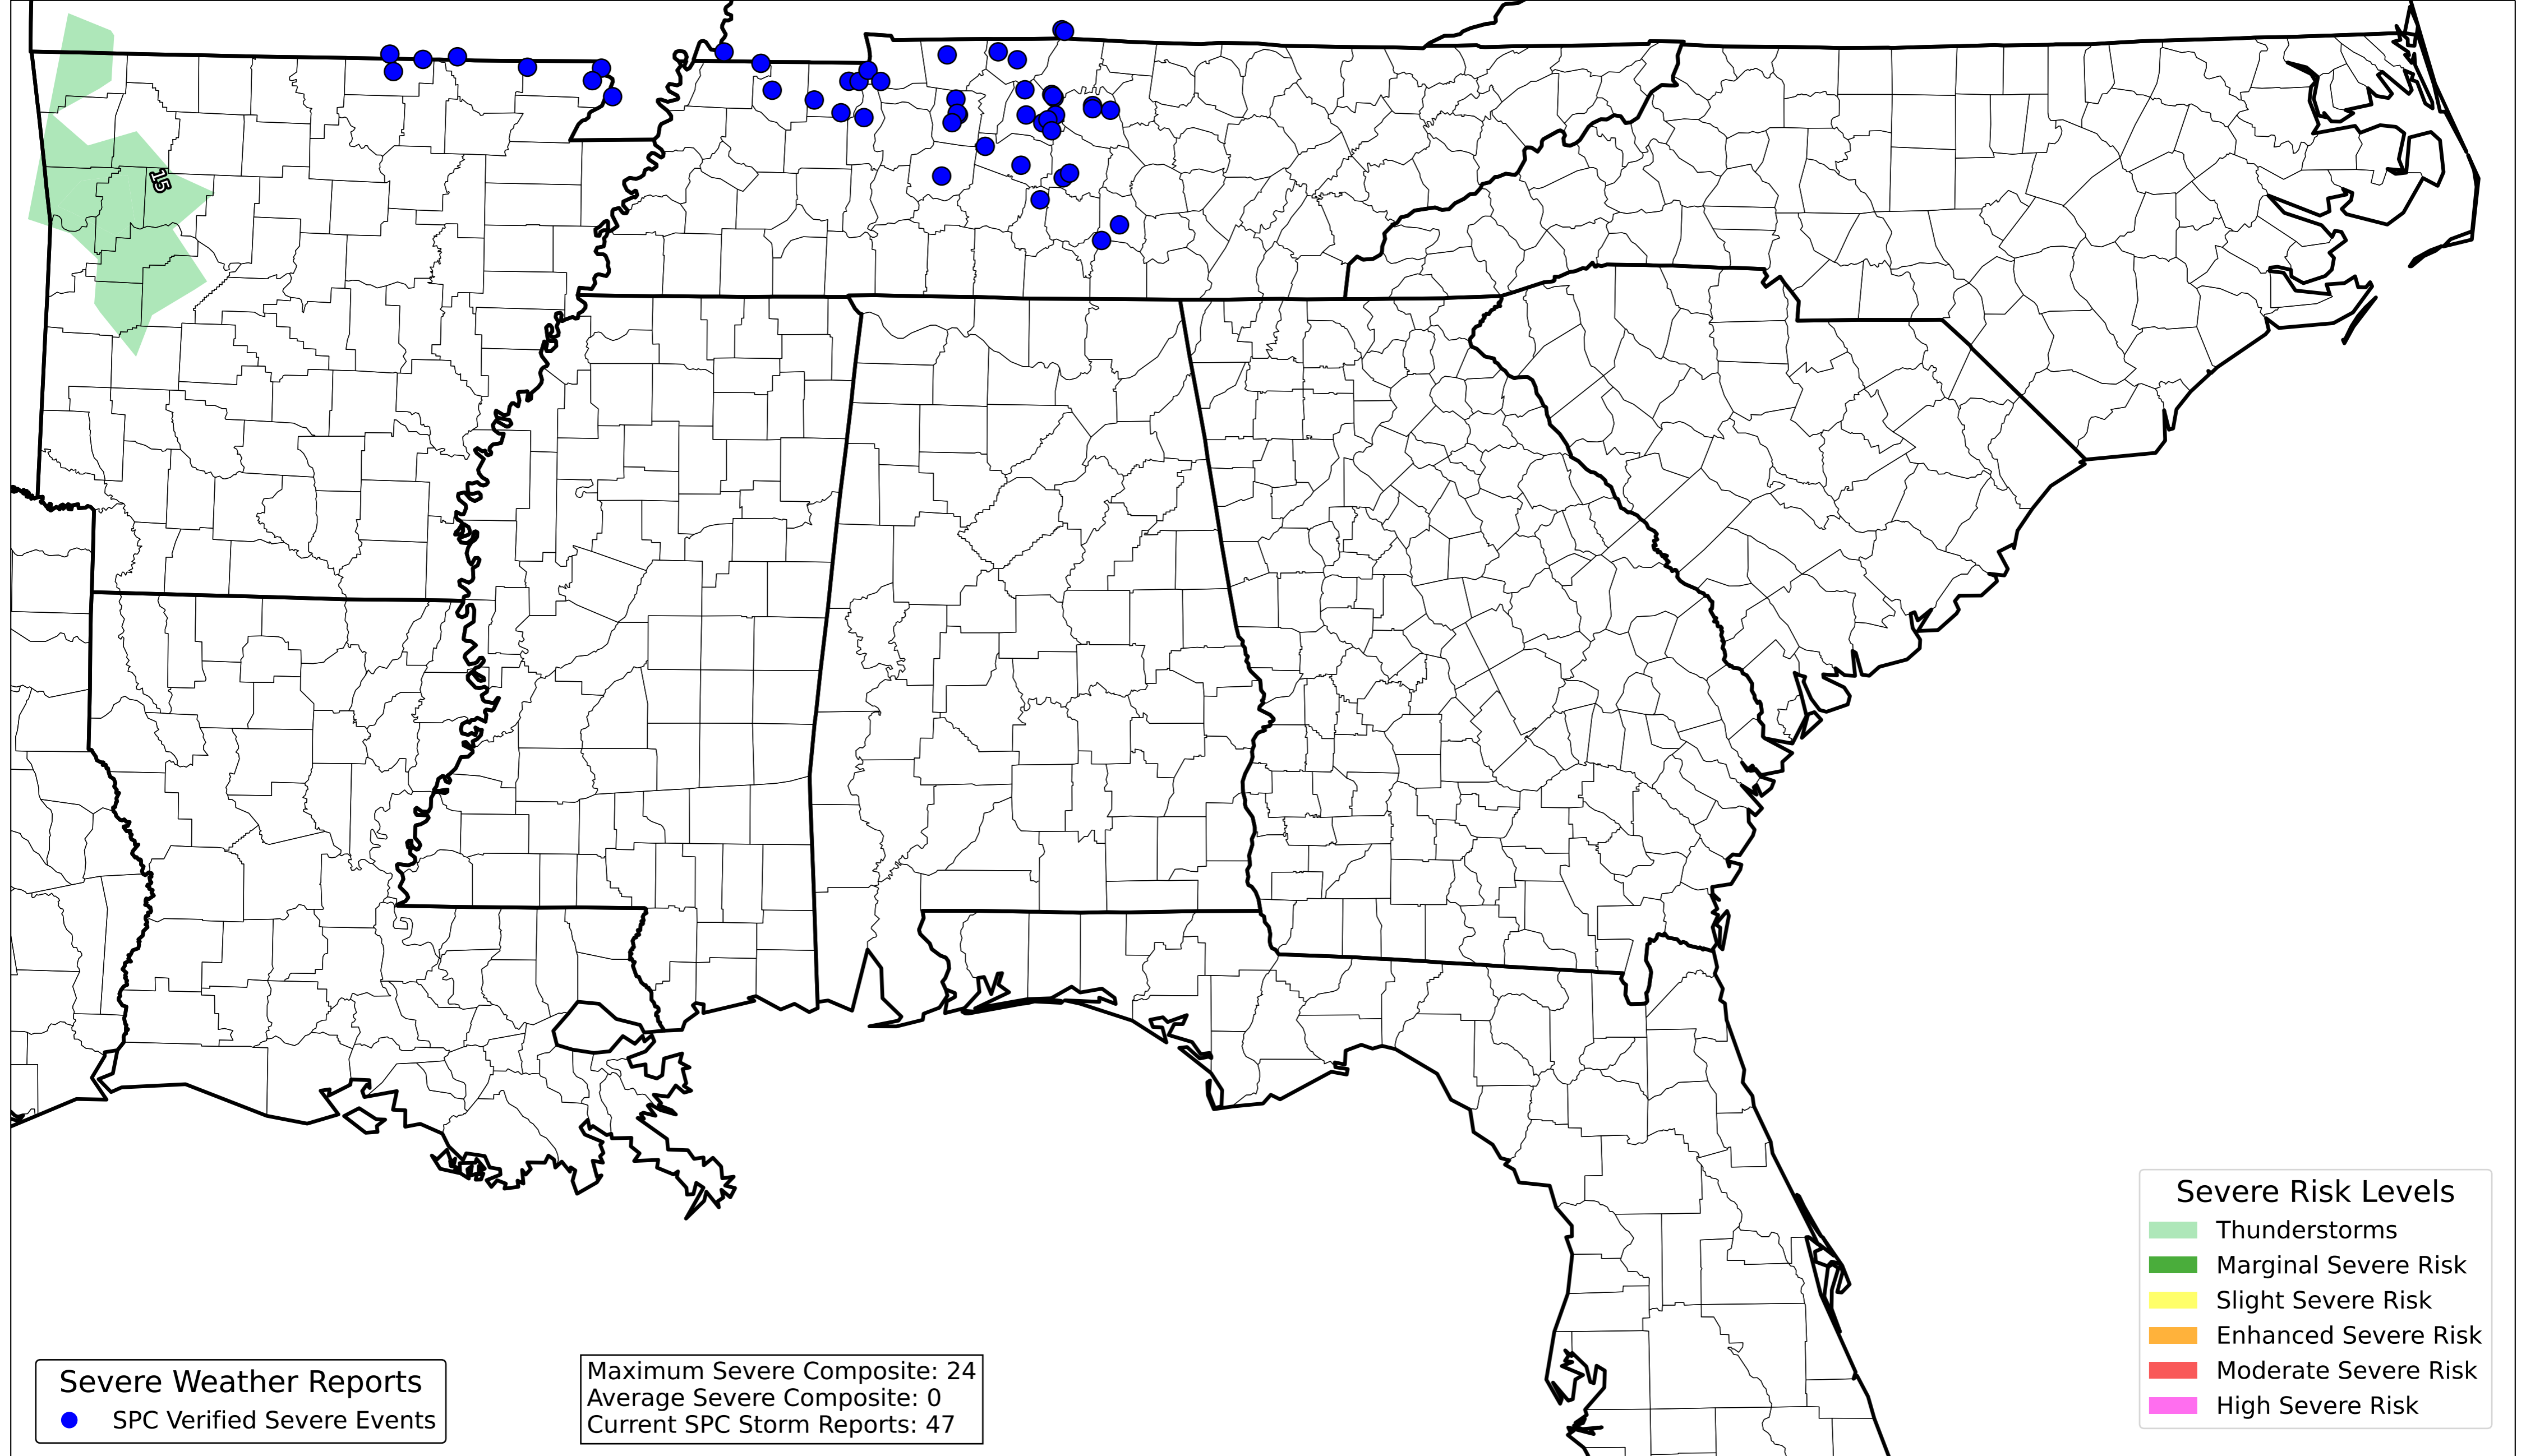 15
Severe Risk Levels
Thunderstorms
Marginal Severe Risk
Slight Severe Risk
Enhanced Severe Risk
Moderate Severe Risk
High Severe Risk
Severe Weather Reports
SPC Verified Severe Events
Maximum Severe Composite: 24
Average Severe Composite: 0
Current SPC Storm Reports: 47